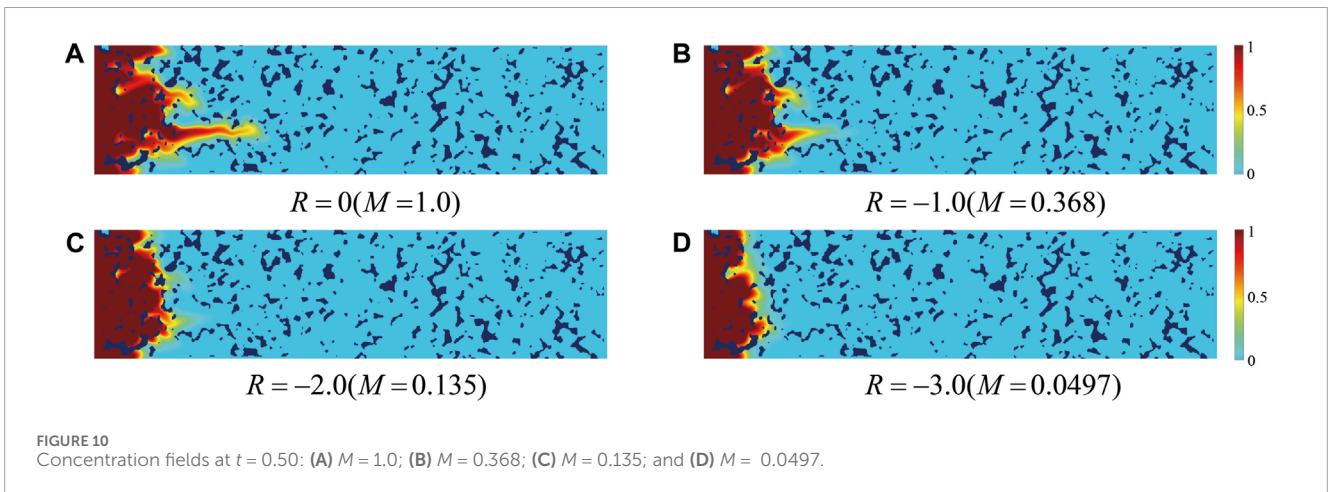 A
B
1
0.5
0
R = 0(M = 1.0)
R = −1.0(M = 0.368)
C
D
1
0.5
0
R = −2.0(M = 0.135)
R = −3.0(M = 0.0497)
FIGURE 10
Concentration fields at t = 0.50: (A) M = 1.0; (B) M = 0.368; (C) M = 0.135; and (D) M = 0.0497.